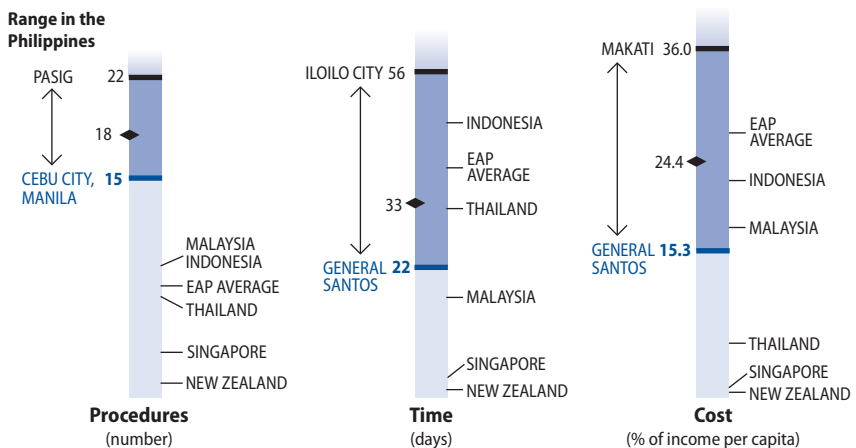 Range in the
Philippines
PASIG
22
18
CEBU CITY, 15
MANILA
MALAYSIA
INDONESIA
EAP AVERAGE
THAILAND
SINGAPORE
NEW ZEALAND
Procedures
(number)
ILOILO CITY 56
INDONESIA
EAP
AVERAGE
33
THAILAND
GENERAL 22
SANTOS
MALAYSIA
SINGAPORE
NEW ZEALAND
Time
(days)
MAKATI 36.0
EAP
AVERAGE
24.4
INDONESIA
MALAYSIA
GENERAL 15.3
SANTOS
THAILAND
SINGAPORE
NEW ZEALAND
Cost
(% of income per capita)